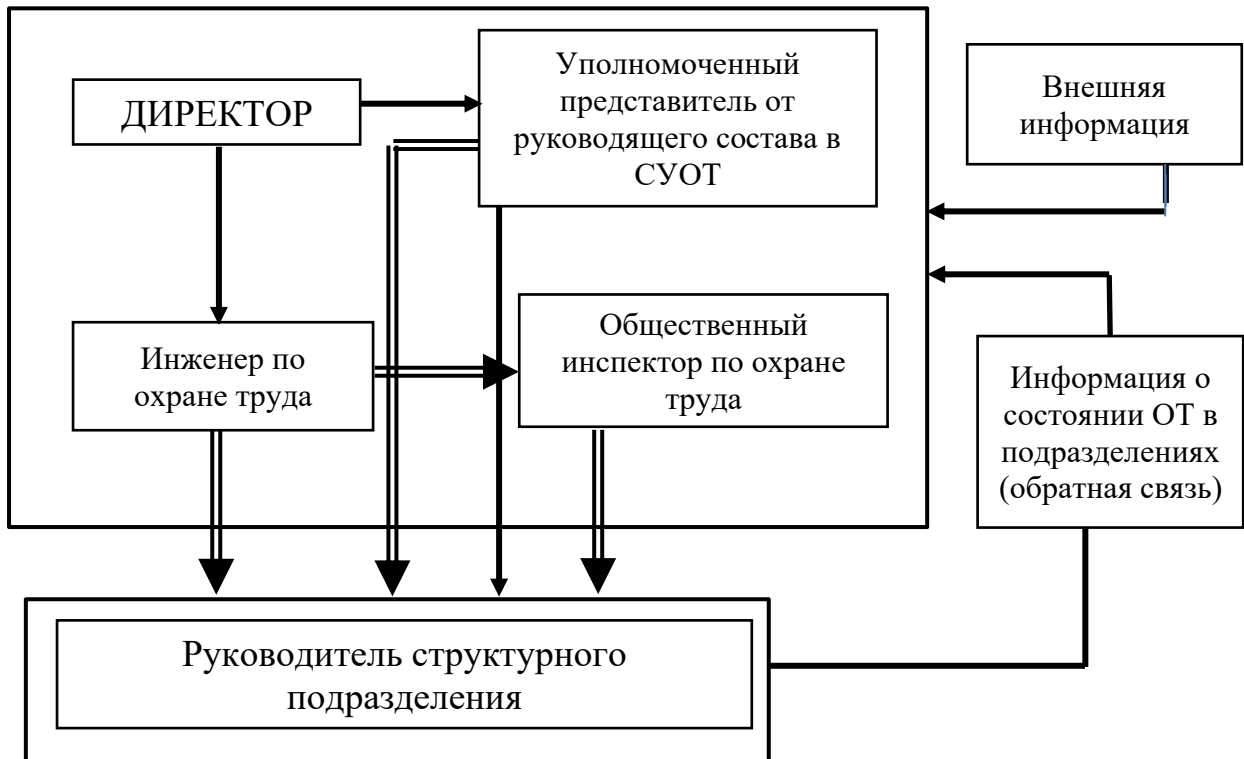 ДИРЕКТОР
Уполномоченный
представитель от
руководящего состава в
СУОТ
Внешняя
информация
Инженер по
охране труда
Общественный
инспектор по охране
труда
Информация о
состоянии ОТ в
подразделениях
(обратная связь)
Руководитель структурного
подразделения